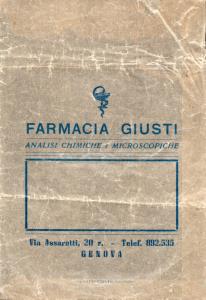 FARMACIA GIUSTI
ANALISI CHIMICHE e MICROSCOPICHE
Via Assarotti, 20 r. - Telef. 892.535
GENOVA